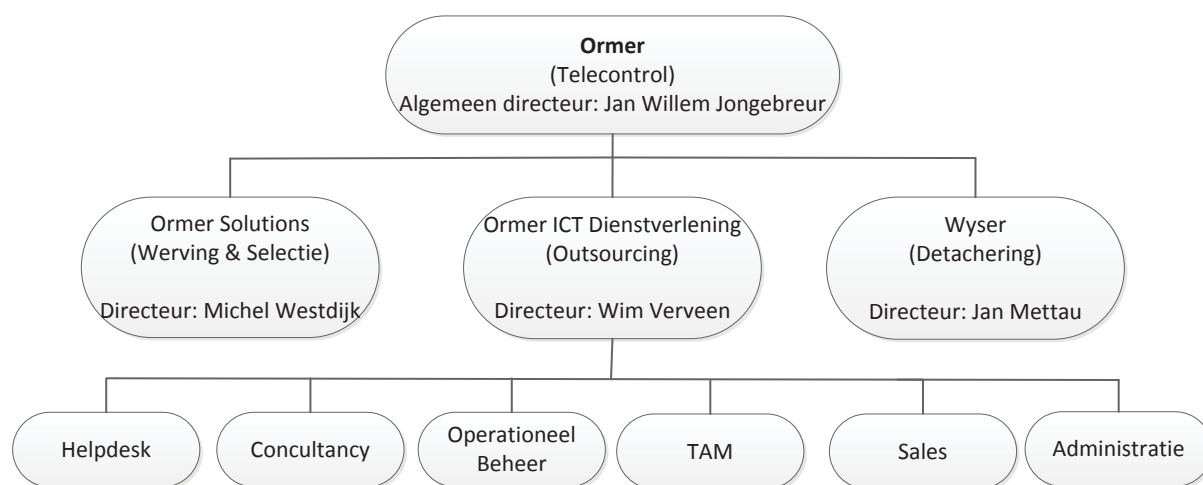 Ormer
(Telecontrol)
Algemeen directeur: Jan Willem Jongebreur
Ormer Solutions
(Werving & Selectie)
Directeur: Michel Westdijk
Ormer ICT Dienstverlening
(Outsourcing)
Directeur: Wim Verveen
Wyser
(Detachering)
Directeur: Jan Mettau
Helpdesk
Concultancy
Operationeel
Beheer
TAM
Sales
Administratie